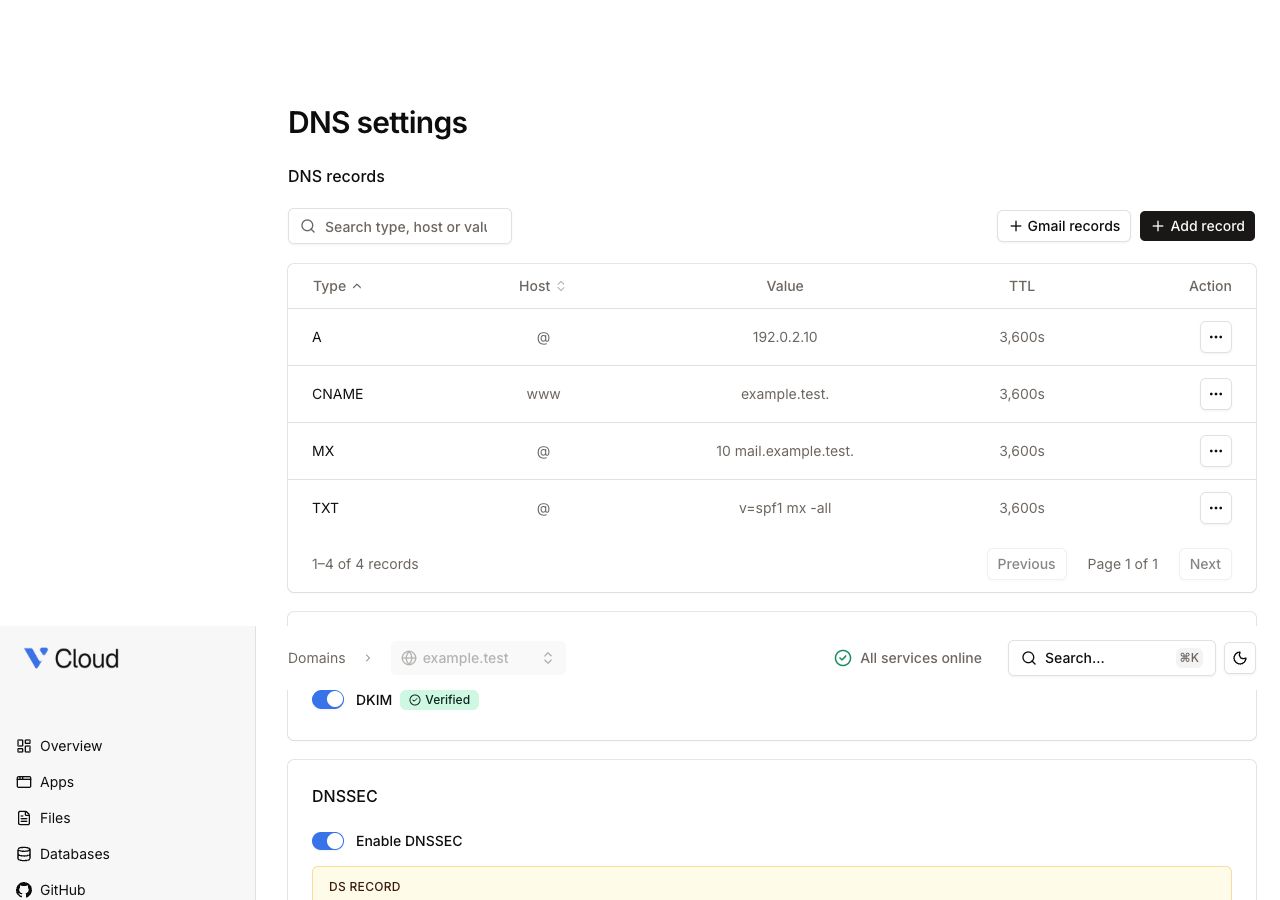 DNS settings
DNS records
Search type, host or valu
Gmail records
Add record
Type Host Value TTL Action
A @ 192.0.2.10 3,600s
CNAME www example.test. 3,600s
MX @ 10 mail.example.test. 3,600s
TXT @ v=spf1 mx -all 3,600s
1–4 of 4 records Previous Page 1 of 1 Next
Cloud
Domains example.test All services online Search... ⌘K
DKIM Verified
Overview
Apps
Files
Databases
GitHub
DNSSEC
Enable DNSSEC
DS RECORD